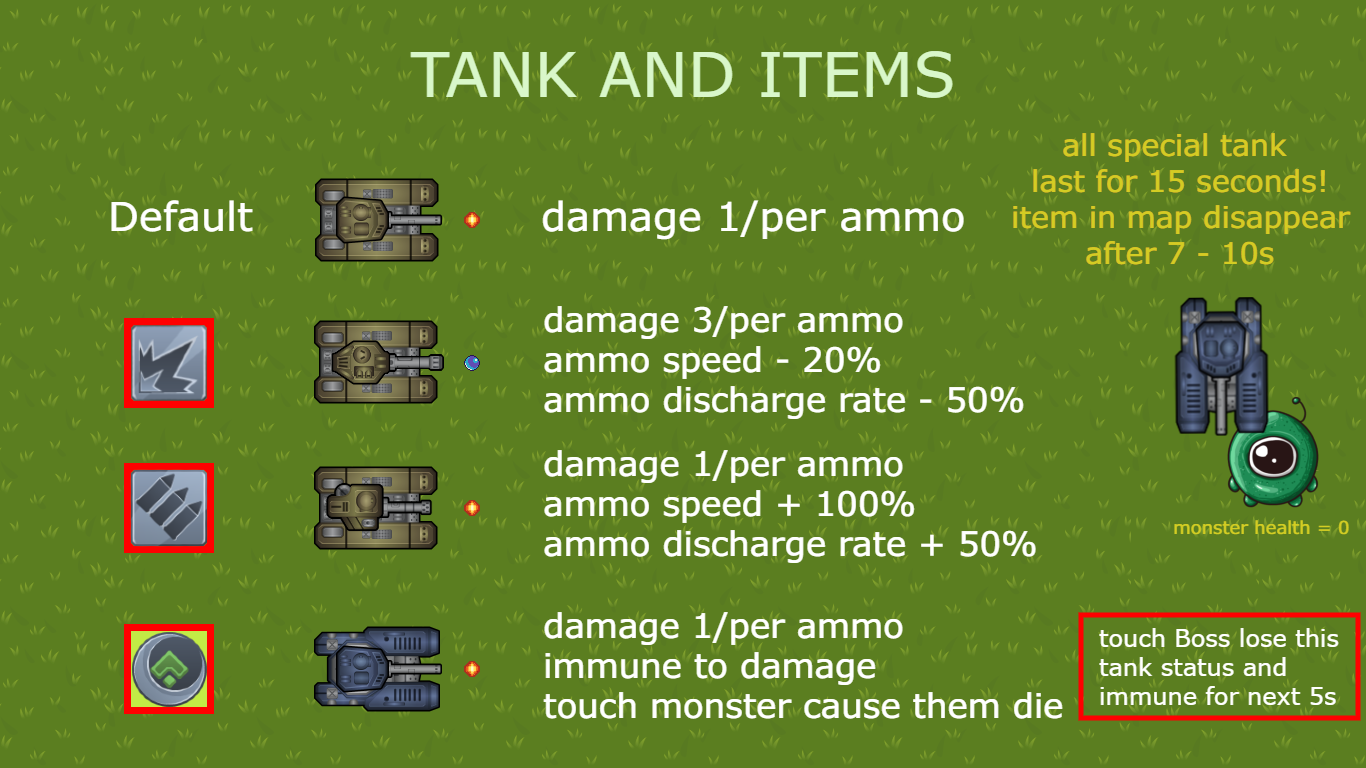 TANK AND ITEMS
all special tank
last for 15 seconds!
item in map disappear
after 7 - 10s
Default
damage 1/per ammo
damage 3/per ammo
ammo speed - 20%
ammo discharge rate - 50%
damage 1/per ammo
ammo speed + 100%
ammo discharge rate + 50%
monster health = 0
damage 1/per ammo
immune to damage
touch monster cause them die
touch Boss lose this
tank status and
immune for next 5s